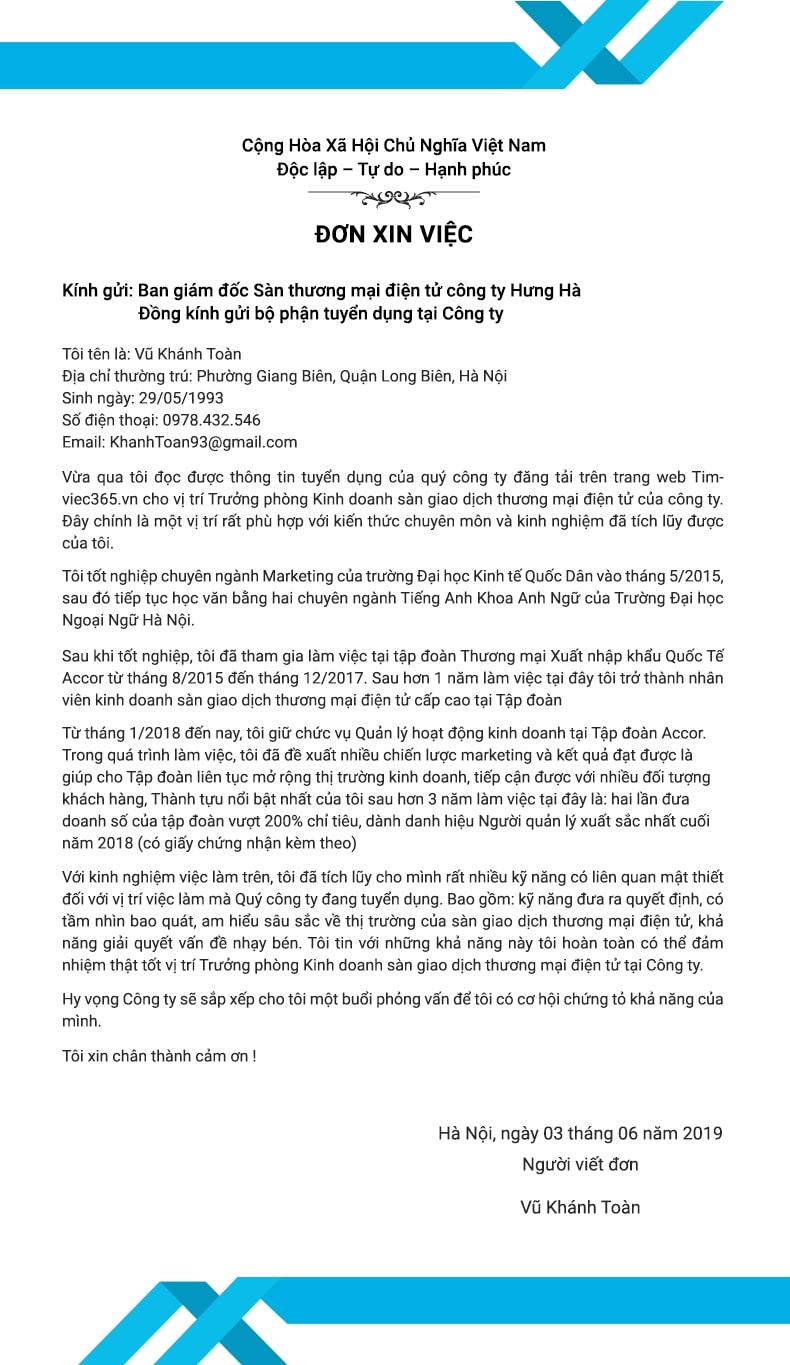 Cộng Hòa Xã Hội Chủ Nghĩa Việt Nam
Độc lập – Tự do – Hạnh phúc
ĐƠN XIN VIỆC
Kính gửi: Ban giám đốc Sàn thương mại điện tử công ty Hưng Hà
Đồng kính gửi bộ phận tuyển dụng tại Công ty
Tôi tên là: Vũ Khánh Toàn
Địa chỉ thường trú: Phường Giang Biên, Quận Long Biên, Hà Nội
Sinh ngày: 29/05/1993
Số điện thoại: 0978.432.546
Email: KhanhToan93@gmail.com
Vừa qua tôi đọc được thông tin tuyển dụng của quý công ty đăng tải trên trang web Tim-
viec365.vn cho vị trí Trưởng phòng Kinh doanh sàn giao dịch thương mại điện tử của công ty.
Đây chính là một vị trí rất phù hợp với kiến thức chuyên môn và kinh nghiệm đã tích lũy được
của tôi.
Tôi tốt nghiệp chuyên ngành Marketing của trường Đại học Kinh tế Quốc Dân vào tháng 5/2015,
sau đó tiếp tục học văn bằng hai chuyên ngành Tiếng Anh Khoa Anh Ngữ của Trường Đại học
Ngoại Ngữ Hà Nội.
Sau khi tốt nghiệp, tôi đã tham gia làm việc tại tập đoàn Thương mại Xuất nhập khẩu Quốc Tế
Accor từ tháng 8/2015 đến tháng 12/2017. Sau hơn 1 năm làm việc tại đây tôi trở thành nhân
viên kinh doanh sàn giao dịch thương mại điện tử cấp cao tại Tập đoàn
Từ tháng 1/2018 đến nay, tôi giữ chức vụ Quản lý hoạt động kinh doanh tại Tập đoàn Accor.
Trong quá trình làm việc, tôi đã đề xuất nhiều chiến lược marketing và kết quả đạt được là
giúp cho Tập đoàn liên tục mở rộng thị trường kinh doanh, tiếp cận được với nhiều đối tượng
khách hàng, Thành tựu nổi bật nhất của tôi sau hơn 3 năm làm việc tại đây là: hai lần đưa
doanh số của tập đoàn vượt 200% chỉ tiêu, dành danh hiệu Người quản lý xuất sắc nhất cuối
năm 2018 (có giấy chứng nhận kèm theo)
Với kinh nghiệm việc làm trên, tôi đã tích lũy cho mình rất nhiều kỹ năng có liên quan mật thiết
đối với vị trí việc làm mà Quý công ty đang tuyển dụng. Bao gồm: kỹ năng đưa ra quyết định, có
tầm nhìn bao quát, am hiểu sâu sắc về thị trường của sàn giao dịch thương mại điện tử, khả
năng giải quyết vấn đề nhạy bén. Tôi tin với những khả năng này tôi hoàn toàn có thể đảm
nhiệm thật tốt vị trí Trưởng phòng Kinh doanh sàn giao dịch thương mại điện tử tại Công ty.
Hy vọng Công ty sẽ sắp xếp cho tôi một buổi phỏng vấn để tôi có cơ hội chứng tỏ khả năng của
mình.
Tôi xin chân thành cảm ơn !
Hà Nội, ngày 03 tháng 06 năm 2019
Người viết đơn
Vũ Khánh Toàn